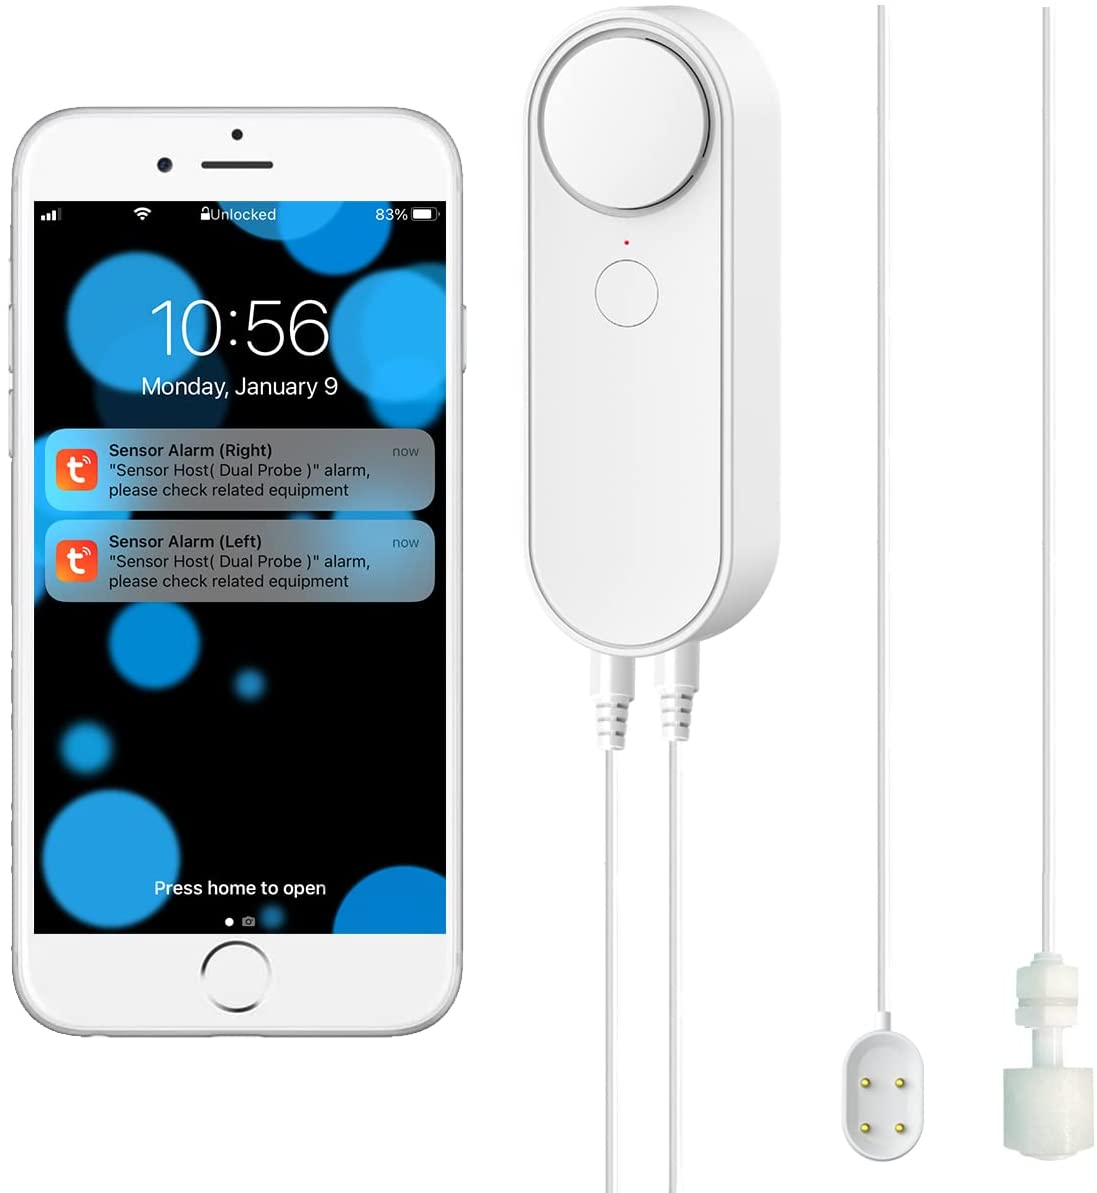 Unlocked
83%
10:56
Monday, January 9
Sensor Alarm (Right)
now
"Sensor Host( Dual Probe )" alarm,
please check related equipment
Sensor Alarm (Left)
now
"Sensor Host( Dual Probe )" alarm,
please check related equipment
Press home to open